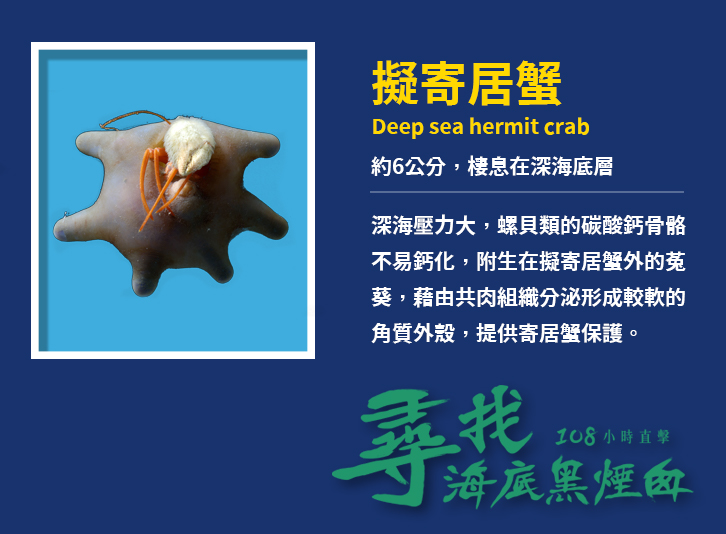 擬寄居蟹
Deep sea hermit crab
約6公分，棲息在深海底層
深海壓力大，螺貝類的碳酸鈣骨骼
不易鈣化，附生在擬寄居蟹外的菟
葵，藉由共肉組織分泌形成較軟的
角質外殼，提供寄居蟹保護。
尋找
108小時直擊
海底黑煙囪